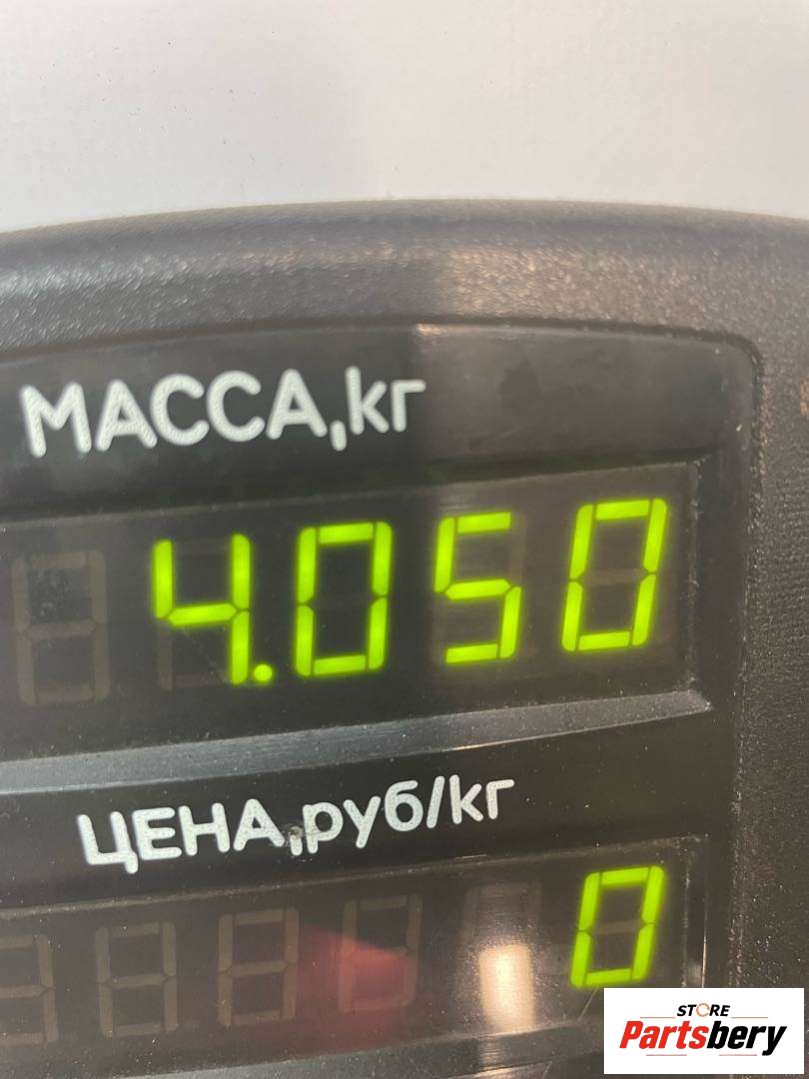 МАССА,кг
4.050
ЦЕНА,руб/кг
0
STORE
Partsbery